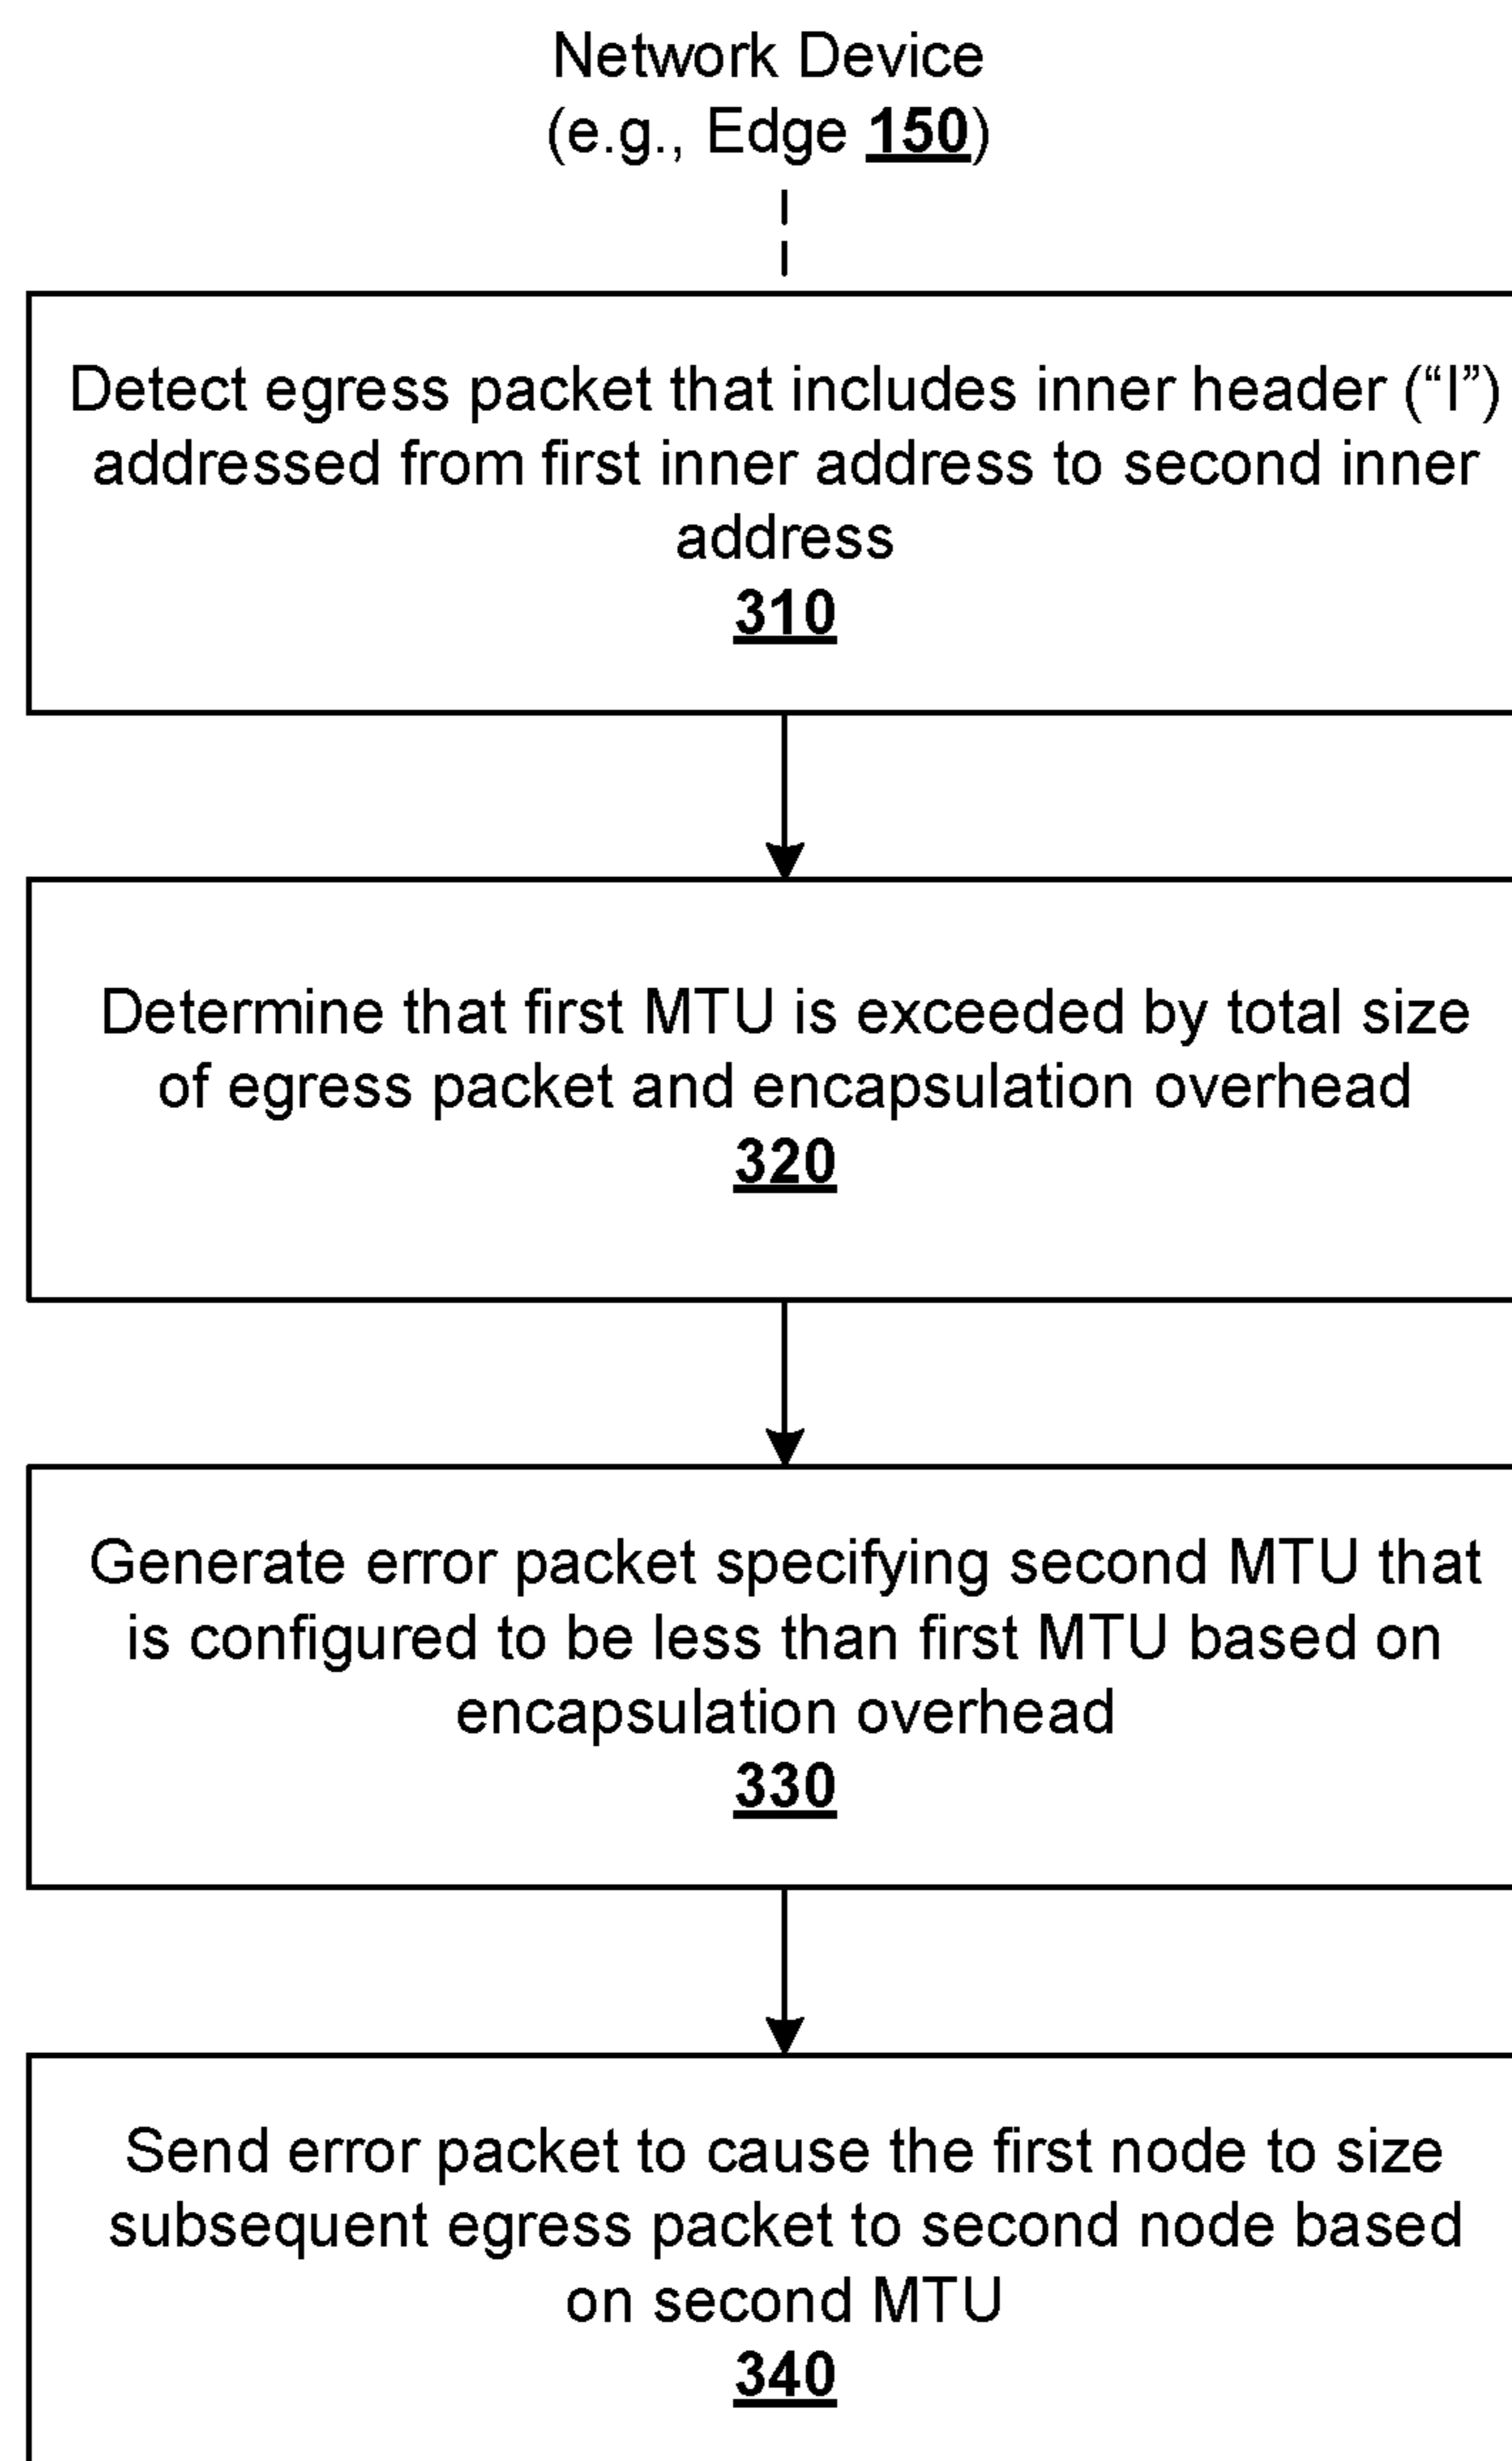 Network Device
(e.g., Edge 150)
Detect egress packet that includes inner header (“I”)
addressed from first inner address to second inner
address
310
Determine that first MTU is exceeded by total size
of egress packet and encapsulation overhead
320
Generate error packet specifying second MTU that
is configured to be less than first MTU based on
encapsulation overhead
330
Send error packet to cause the first node to size
subsequent egress packet to second node based
on second MTU
340